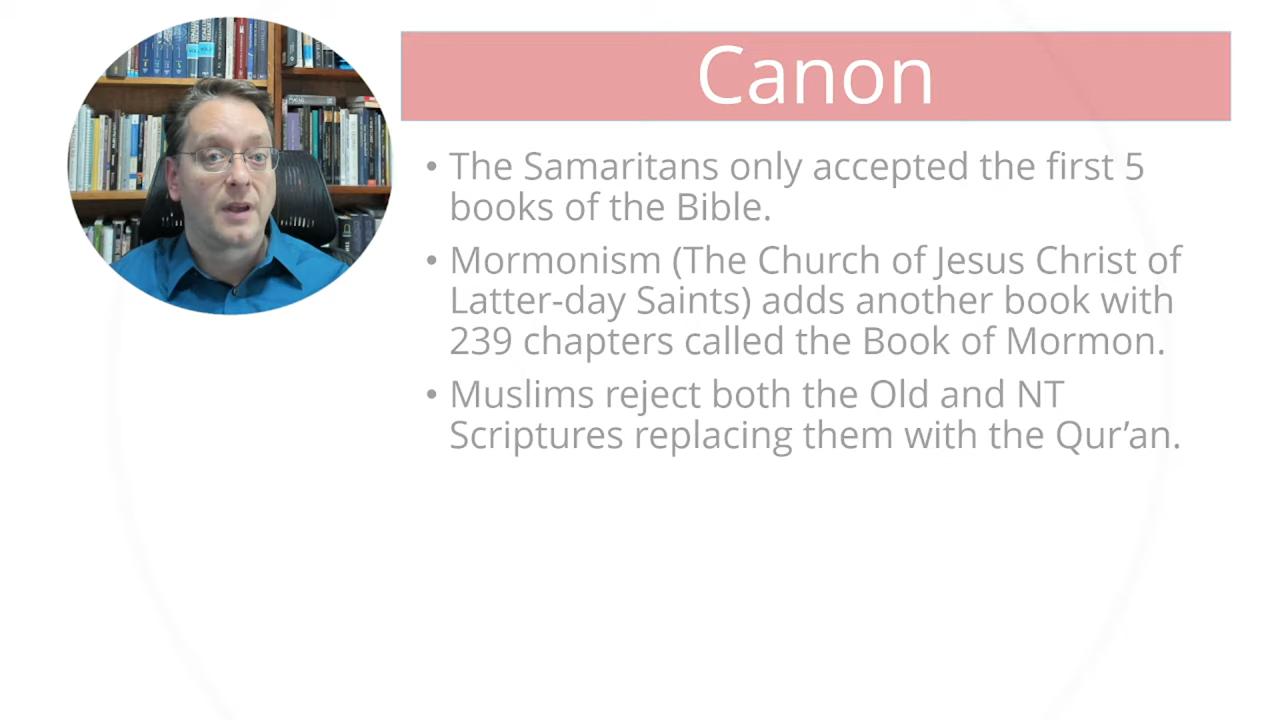 Canon
• The Samaritans only accepted the first 5
books of the Bible.
• Mormonism (The Church of Jesus Christ of
Latter-day Saints) adds another book with
239 chapters called the Book of Mormon.
• Muslims reject both the Old and NT
Scriptures replacing them with the Qur’an.